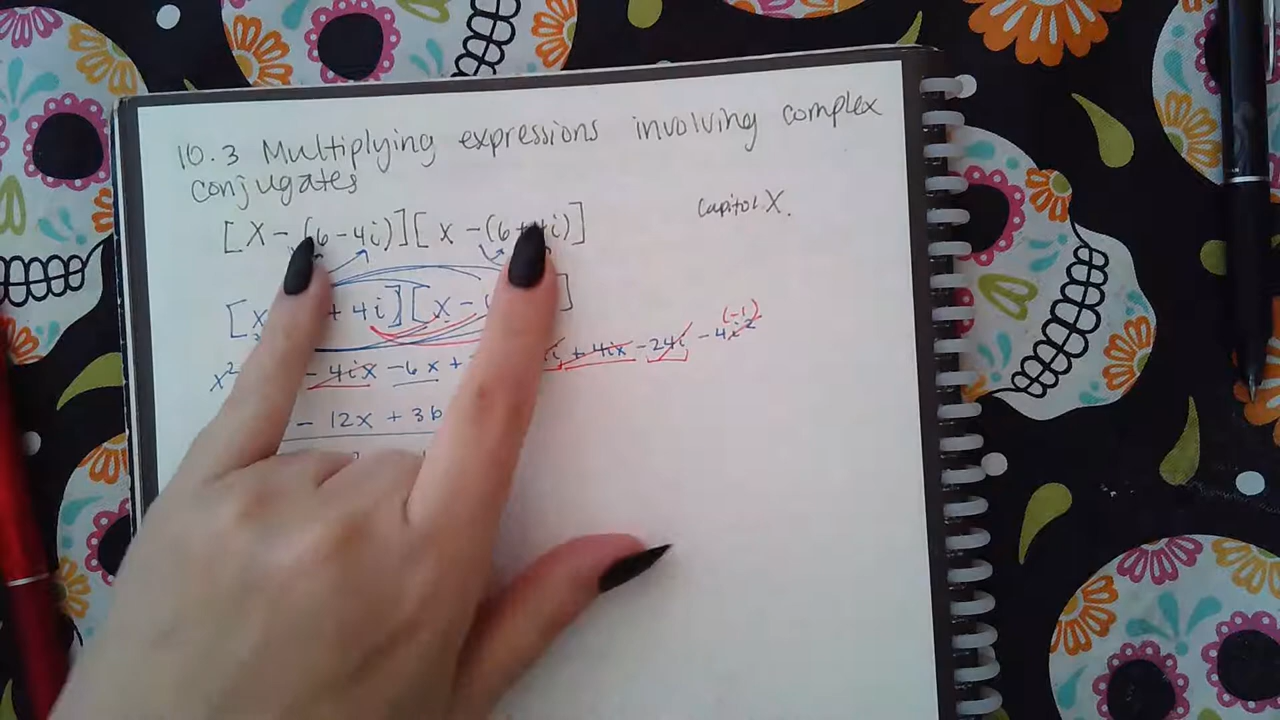 10.3 Multiplying expressions involving complex
conjugates
[X - (6 - 4i)][X - (6 + 4i)]
Capitol X.
[x + 4i][x -
(-1)
x² - 4ix - 6x + + 4ix - 24i - 4i²
- 12x + 36